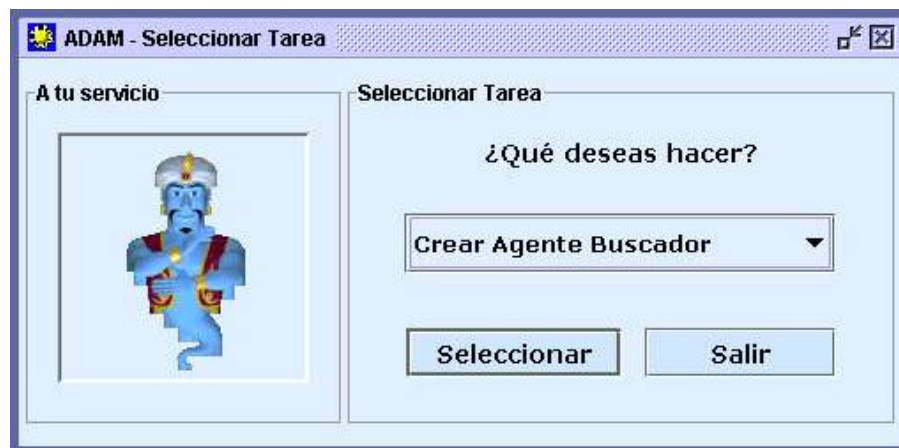 ADAM - Seleccionar Tarea
A tu servicio
Seleccionar Tarea
¿Qué deseas hacer?
Crear Agente Buscador
Seleccionar
Salir